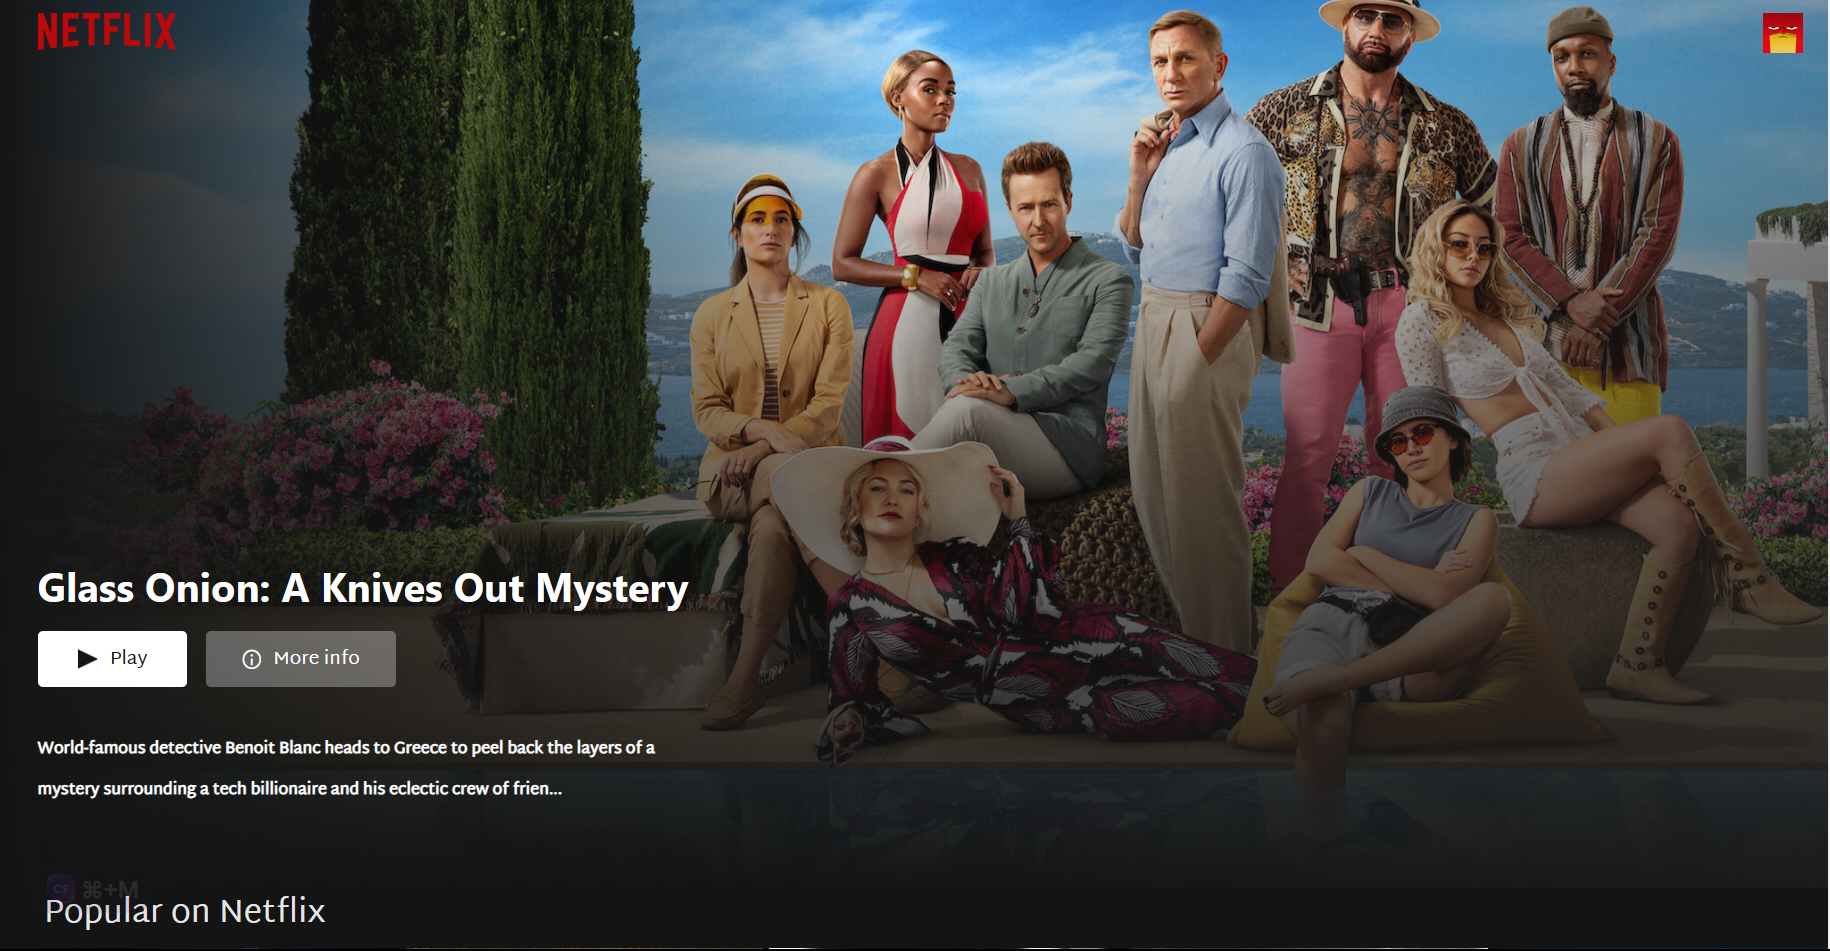 NETFLIX
Glass Onion: A Knives Out Mystery
Play
More info
World-famous detective Benoit Blanc heads to Greece to peel back the layers of a
mystery surrounding a tech billionaire and his eclectic crew of frien...
CS ⌘+M
Popular on Netflix